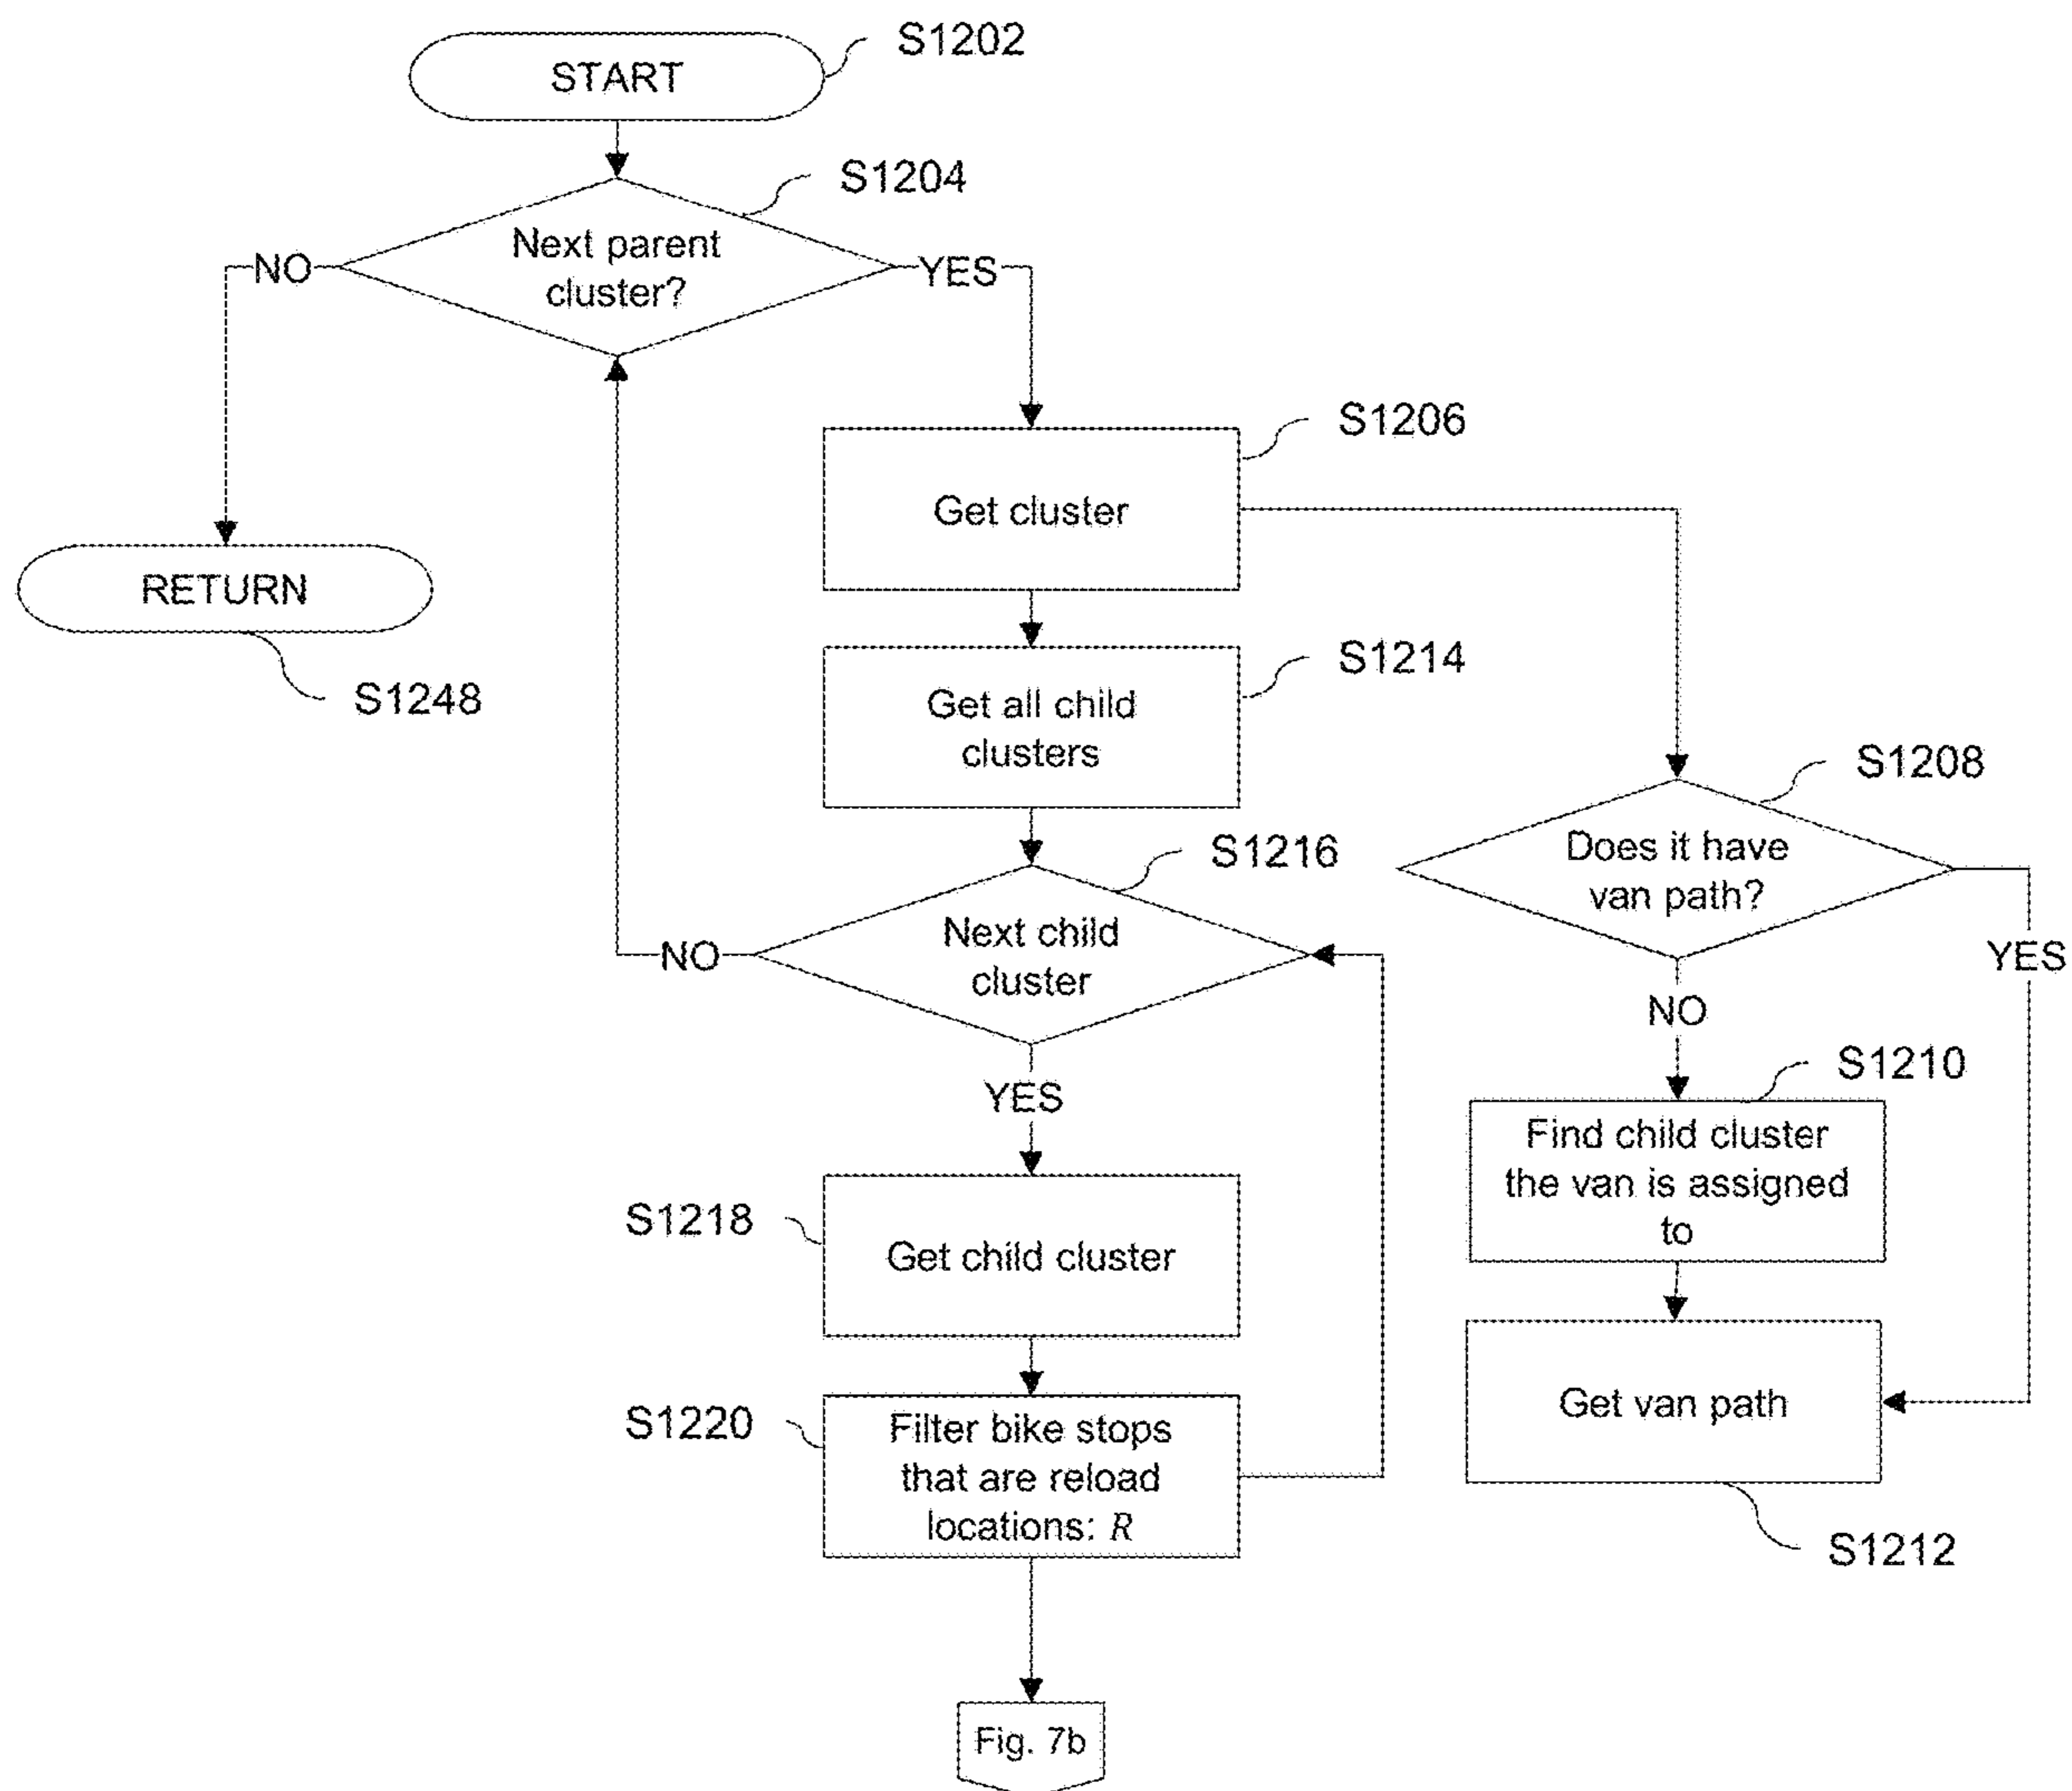 S1202
START
S1204
Next parent
cluster?
NO
YES
S1206
Get cluster
RETURN
S1248
S1214
Get all child
clusters
S1208
Does it have
van path?
S1216
Next child
cluster
NO
YES
YES
NO
S1210
Find child cluster
the van is assigned
to
S1218
Get child cluster
Get van path
S1212
S1220
Filter bike stops
that are reload
locations: R
Fig. 7b